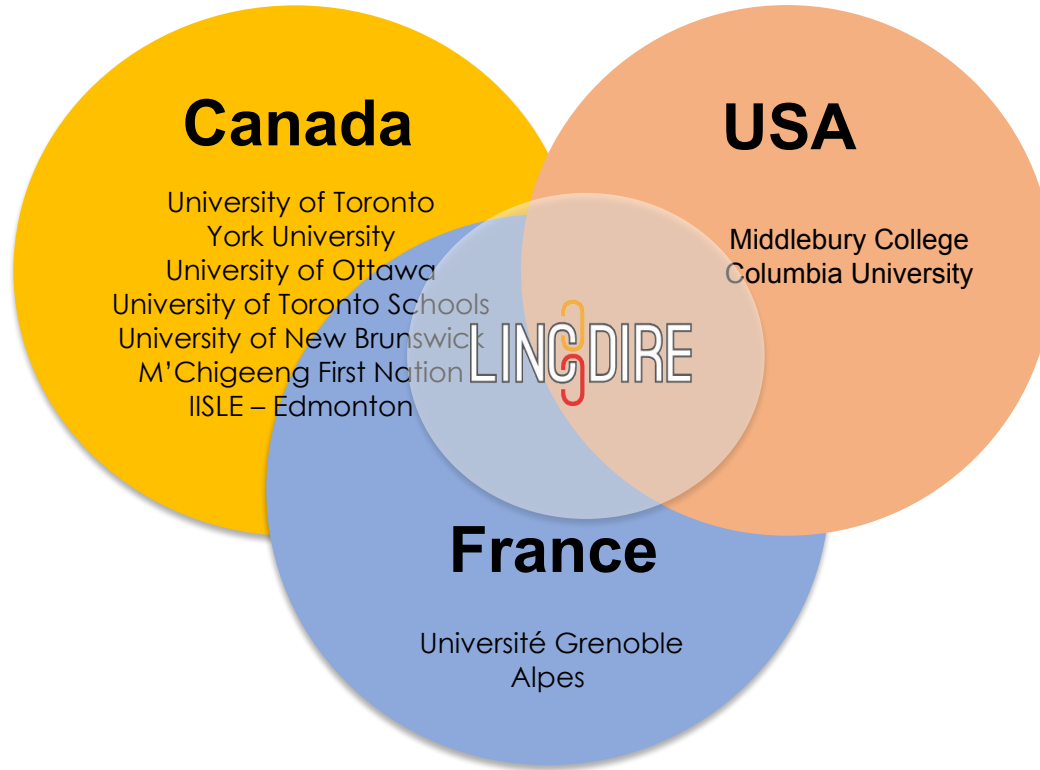 Canada
University of Toronto
York University
University of Ottawa
University of Toronto Schools
University of New Brunswick
M’Chigeeng First Nation
IISLE – Edmonton
USA
Middlebury College
Columbia University
LINCDIRE
France
Université Grenoble
Alpes